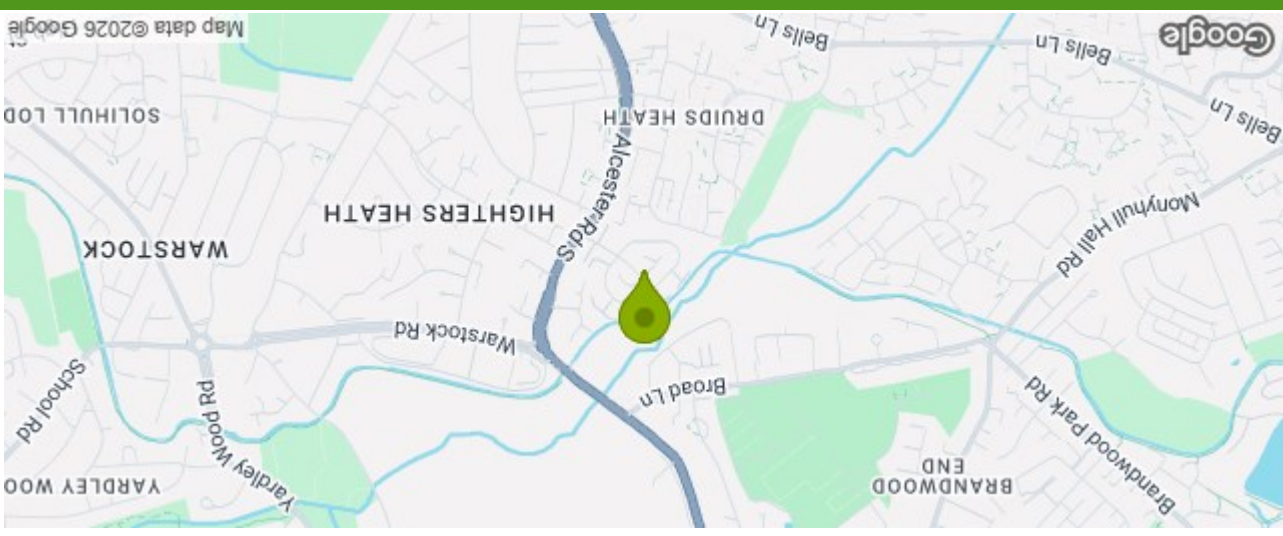 BRANDWOOD
END
YARDLEY WOO
Brandwood Park Rd
Yardley Wood Rd
School Rd
Broad Ln
Warstock Rd
WARSTOCK
Monyhull Hall Rd
Alcester Rd S
HIGHTERS HEATH
DRUIDS HEATH
SOLIHULL LOD
Bells Ln
Bells Ln
Bells Ln
Google
Map data ©2026 Google